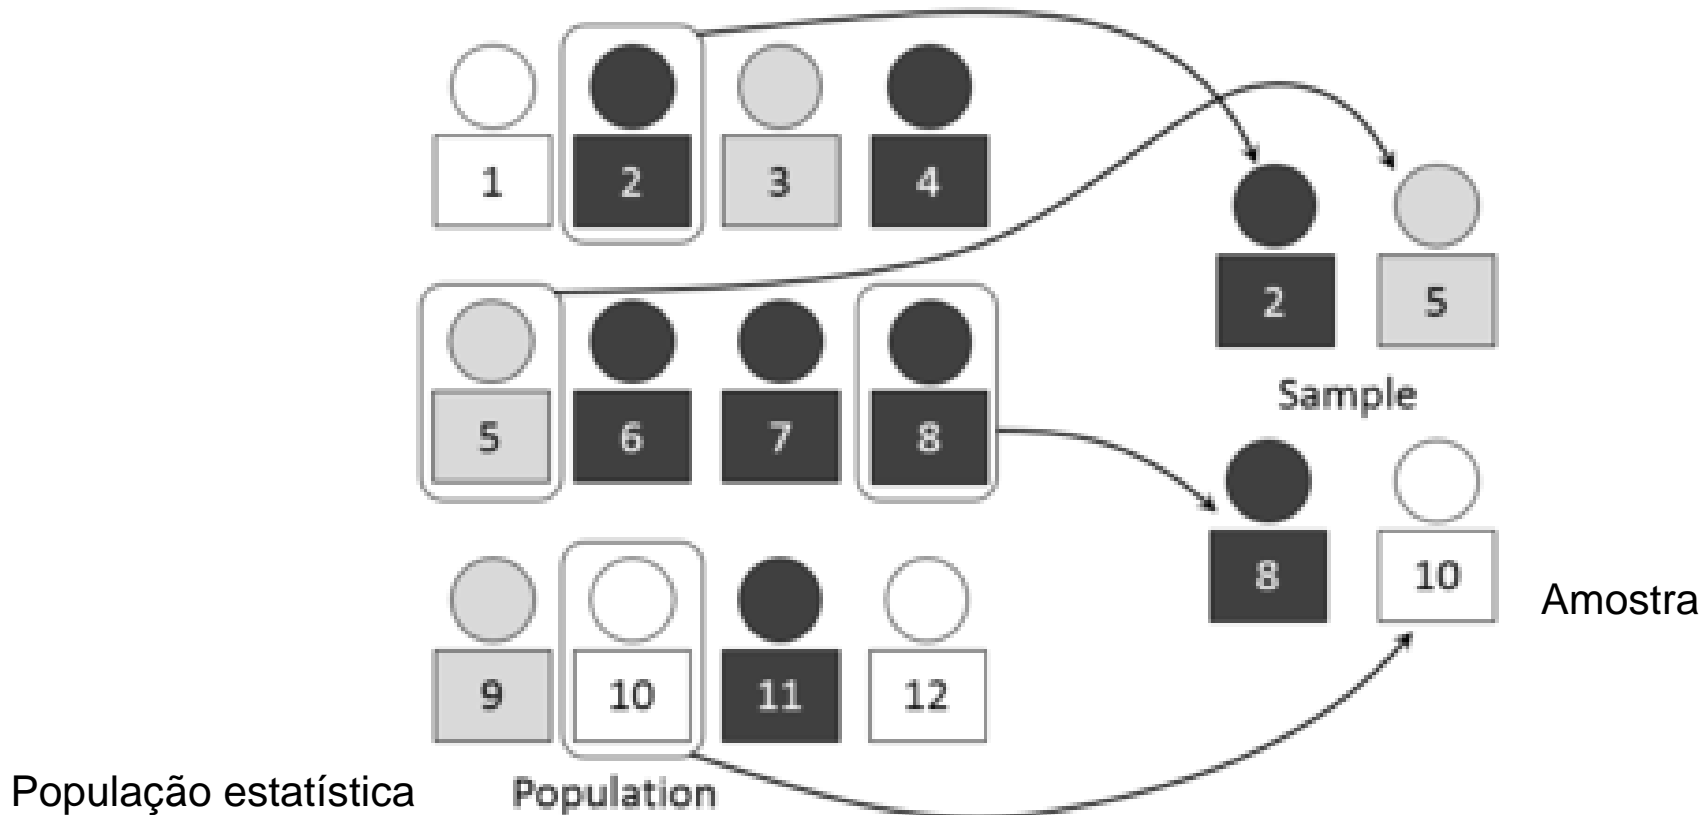 1 2 3 4
2 5
Sample
5 6 7 8
8 10
Amostra
9 10 11 12
População estatística
Population